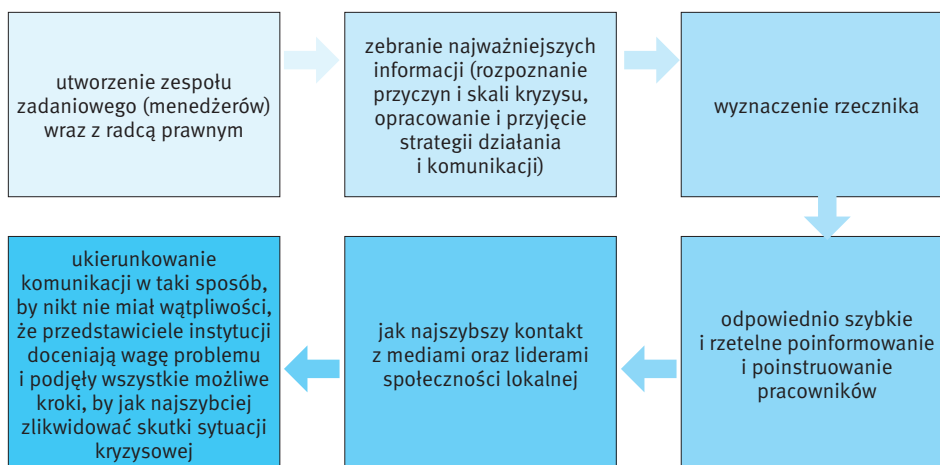 utworzenie zespołu
zadaniowego (menedżerów)
wraz z radcą prawnym
zebranie najważniejszych
informacji (rozpoznanie
przyczyn i skali kryzysu,
opracowanie i przyjęcie
strategii działania
i komunikacji)
wyznaczenie rzecznika
odpowiednio szybkie
i rzetelne poinformowanie
i poinstruowanie
pracowników
jak najszybszy kontakt
z mediami oraz liderami
społeczności lokalnej
ukierunkowanie
komunikacji w taki sposób,
by nikt nie miał wątpliwości,
że przedstawiciele instytucji
doceniają wagę problemu
i podjęły wszystkie możliwe
kroki, by jak najszybciej
zlikwidować skutki sytuacji
kryzysowej